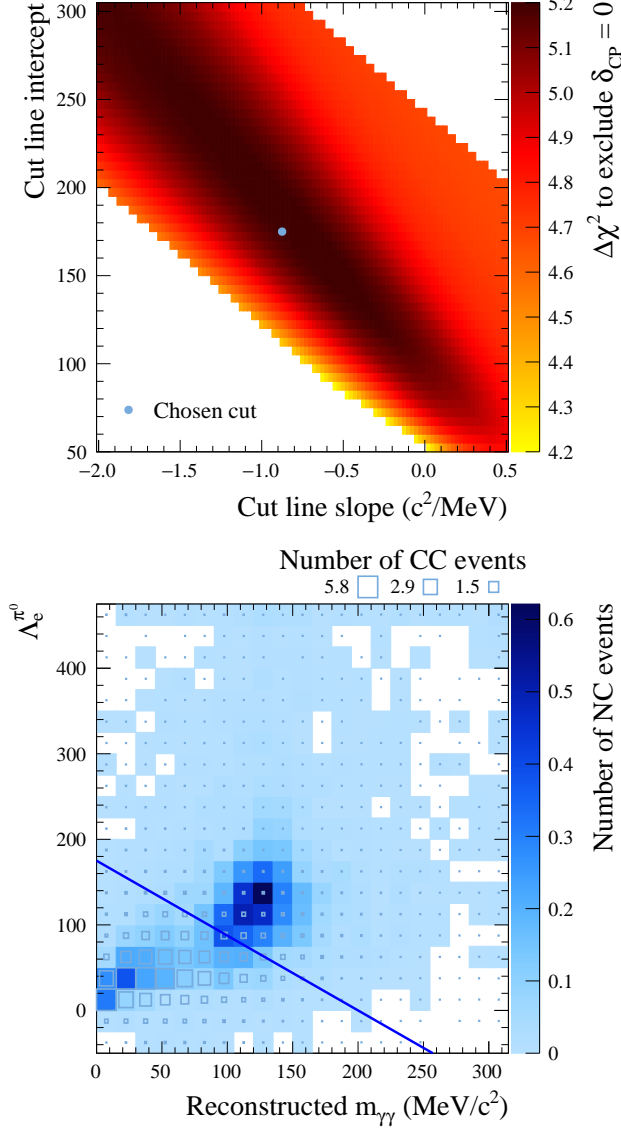 300
250
200
150
100
50
Cut line intercept
−2.0 −1.5 −1.0 −0.5 0.0 0.5
Cut line slope (c²/MeV)
Chosen cut
5.2
5.1
5.0
4.9
4.8
4.7
4.6
4.5
4.4
4.3
4.2
Δχ² to exclude δ_CP = 0
Number of CC events
5.8 2.9 1.5
Λ_e^π⁰
400
300
200
100
0
0 50 100 150 200 250 300
Reconstructed m_γγ (MeV/c²)
0.6
0.5
0.4
0.3
0.2
0.1
0
Number of NC events